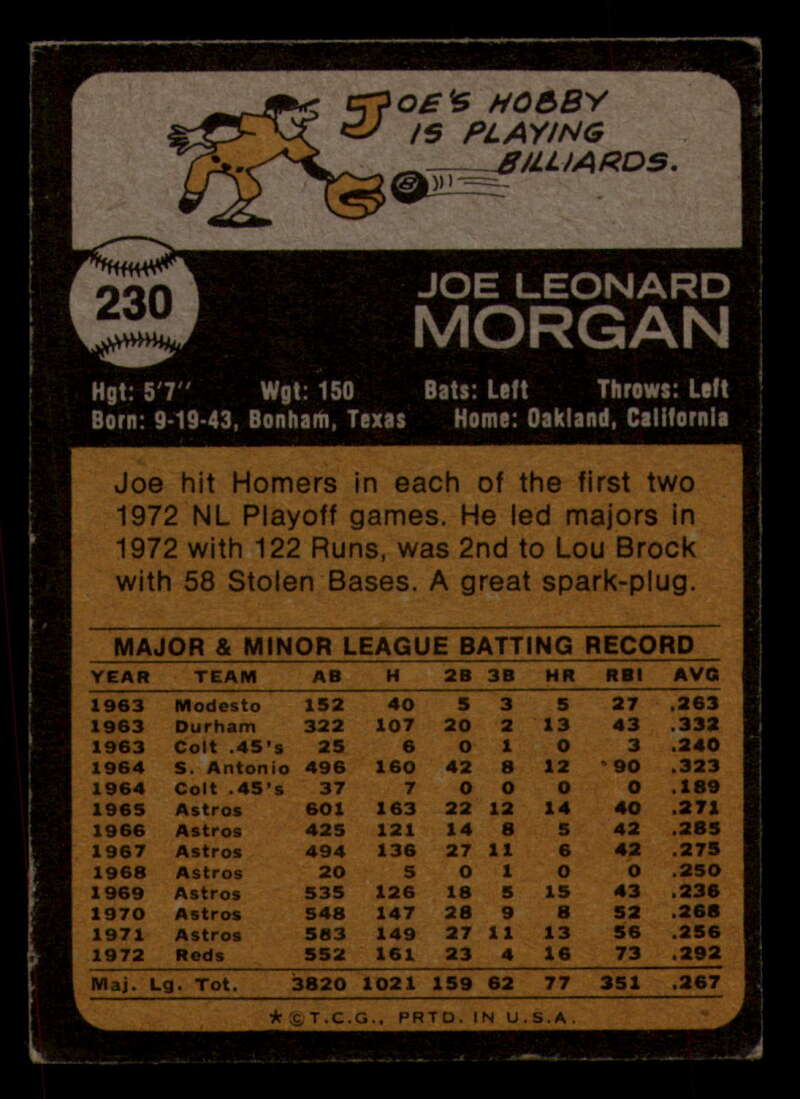 JOE'S HOBBY
IS PLAYING
BILLIARDS.
8
230
JOE LEONARD
MORGAN
Hgt: 5'7" Wgt: 150 Bats: Left Throws: Left
Born: 9-19-43, Bonham, Texas Home: Oakland, California
Joe hit Homers in each of the first two
1972 NL Playoff games. He led majors in
1972 with 122 Runs, was 2nd to Lou Brock
with 58 Stolen Bases. A great spark-plug.
MAJOR & MINOR LEAGUE BATTING RECORD
YEAR TEAM AB H 2B 3B HR RBI AVG
1963 Modesto 152 40 5 3 5 27 .263
1963 Durham 322 107 20 2 13 43 .332
1963 Colt .45's 25 6 0 1 0 3 .240
1964 S. Antonio 496 160 42 8 12 90 .323
1964 Colt .45's 37 7 0 0 0 0 .189
1965 Astros 601 163 22 12 14 40 .271
1966 Astros 425 121 14 8 5 42 .285
1967 Astros 494 136 27 11 6 42 .275
1968 Astros 20 5 0 1 0 0 .250
1969 Astros 535 126 18 5 15 43 .236
1970 Astros 548 147 28 9 8 52 .268
1971 Astros 583 149 27 11 13 56 .256
1972 Reds 552 161 23 4 16 73 .292
Maj. Lg. Tot. 3820 1021 159 62 77 351 .267
*©T.C.G., PRTD. IN U.S.A.